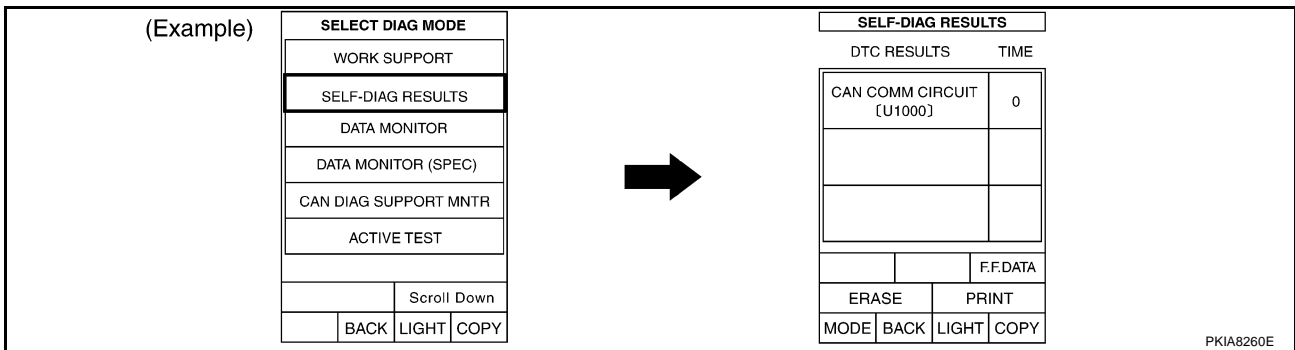 (Example)
SELECT DIAG MODE
WORK SUPPORT
SELF-DIAG RESULTS
DATA MONITOR
DATA MONITOR (SPEC)
CAN DIAG SUPPORT MNTR
ACTIVE TEST
Scroll Down
BACK LIGHT COPY
SELF-DIAG RESULTS
DTC RESULTS TIME
CAN COMM CIRCUIT 0
[U1000]
F.F.DATA
ERASE PRINT
MODE BACK LIGHT COPY
PKIA8260E